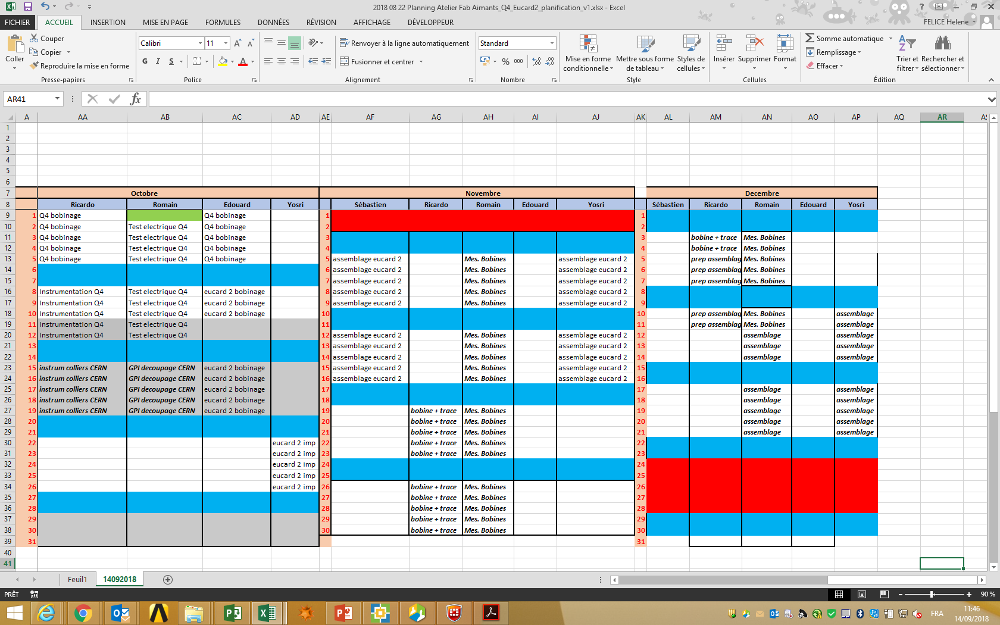 2018 08 22 Planning Atelier Fab Aimants_Q4_Eucard2_planification_v1.xlsx - Excel
FICHIER ACCUEIL INSERTION MISE EN PAGE FORMULES DONNÉES RÉVISION AFFICHAGE DÉVELOPPEUR FELICE Helene
Couper Calibri 11 Renvoyer à la ligne automatiquement Standard Somme automatique
Copier Remplissage
Coller Reproduire la mise en forme G I S Fusionner et centrer % 000 Mise en forme conditionnelle Mettre sous forme de tableau Styles de cellules Insérer Supprimer Format Effacer Trier et filtrer Rechercher et sélectionner
Presse-papiers Police Alignement Nombre Style Cellules Édition
AR41 fx
A AA AB AC AD AE AF AG AH AI AJ AK AL AM AN AO AP AQ AR
1
2
3
4
5
6
7 Octobre Novembre Decembre
8 Ricardo Romain Edouard Yosri Sébastien Ricardo Romain Edouard Yosri Sébastien Ricardo Romain Edouard Yosri
9 1 Q4 bobinage Q4 bobinage 1 1
10 2 Q4 bobinage Test electrique Q4 Q4 bobinage 2 2
11 3 Q4 bobinage Test electrique Q4 Q4 bobinage 3 3 bobine + trace Mes. Bobines
12 4 Q4 bobinage Test electrique Q4 Q4 bobinage 4 4 bobine + trace Mes. Bobines
13 5 Q4 bobinage Test electrique Q4 Q4 bobinage 5 assemblage eucard 2 Mes. Bobines assemblage eucard 2 5 prep assemblag Mes. Bobines
14 6 6 assemblage eucard 2 Mes. Bobines assemblage eucard 2 6 prep assemblag Mes. Bobines
15 7 7 assemblage eucard 2 Mes. Bobines assemblage eucard 2 7 prep assemblag Mes. Bobines
16 8 Instrumentation Q4 Test electrique Q4 eucard 2 bobinage 8 assemblage eucard 2 Mes. Bobines assemblage eucard 2 8
17 9 Instrumentation Q4 Test electrique Q4 eucard 2 bobinage 9 assemblage eucard 2 Mes. Bobines assemblage eucard 2 9
18 10 Instrumentation Q4 Test electrique Q4 eucard 2 bobinage 10 10 prep assemblag Mes. Bobines assemblage
19 11 Instrumentation Q4 Test electrique Q4 11 11 prep assemblag Mes. Bobines assemblage
20 12 Instrumentation Q4 Test electrique Q4 12 assemblage eucard 2 Mes. Bobines assemblage eucard 2 12 assemblage assemblage
21 13 13 assemblage eucard 2 Mes. Bobines assemblage eucard 2 13 assemblage assemblage
22 14 14 assemblage eucard 2 Mes. Bobines assemblage eucard 2 14 assemblage assemblage
23 15 instrum colliers CERN GPI decoupage CERN eucard 2 bobinage 15 assemblage eucard 2 Mes. Bobines assemblage eucard 2 15
24 16 instrum colliers CERN GPI decoupage CERN eucard 2 bobinage 16 assemblage eucard 2 Mes. Bobines assemblage eucard 2 16
25 17 instrum colliers CERN GPI decoupage CERN eucard 2 bobinage 17 17 assemblage assemblage
26 18 instrum colliers CERN GPI decoupage CERN eucard 2 bobinage 18 18 assemblage assemblage
27 19 instrum colliers CERN GPI decoupage CERN eucard 2 bobinage 19 bobine + trace Mes. Bobines 19 assemblage assemblage
28 20 20 bobine + trace Mes. Bobines 20 assemblage assemblage
29 21 21 bobine + trace Mes. Bobines 21 assemblage assemblage
30 22 eucard 2 imp 22 bobine + trace Mes. Bobines 22
31 23 eucard 2 imp 23 bobine + trace Mes. Bobines 23
32 24 eucard 2 imp 24 24
33 25 eucard 2 imp 25 25
34 26 eucard 2 imp 26 bobine + trace Mes. Bobines 26
35 27 27 bobine + trace Mes. Bobines 27
36 28 28 bobine + trace Mes. Bobines 28
37 29 29 bobine + trace Mes. Bobines 29
38 30 30 bobine + trace Mes. Bobines 30
39 31 31
40
41
Feuil1 14092018
PRÊT 90 %
FRA 11:46
14/09/2018